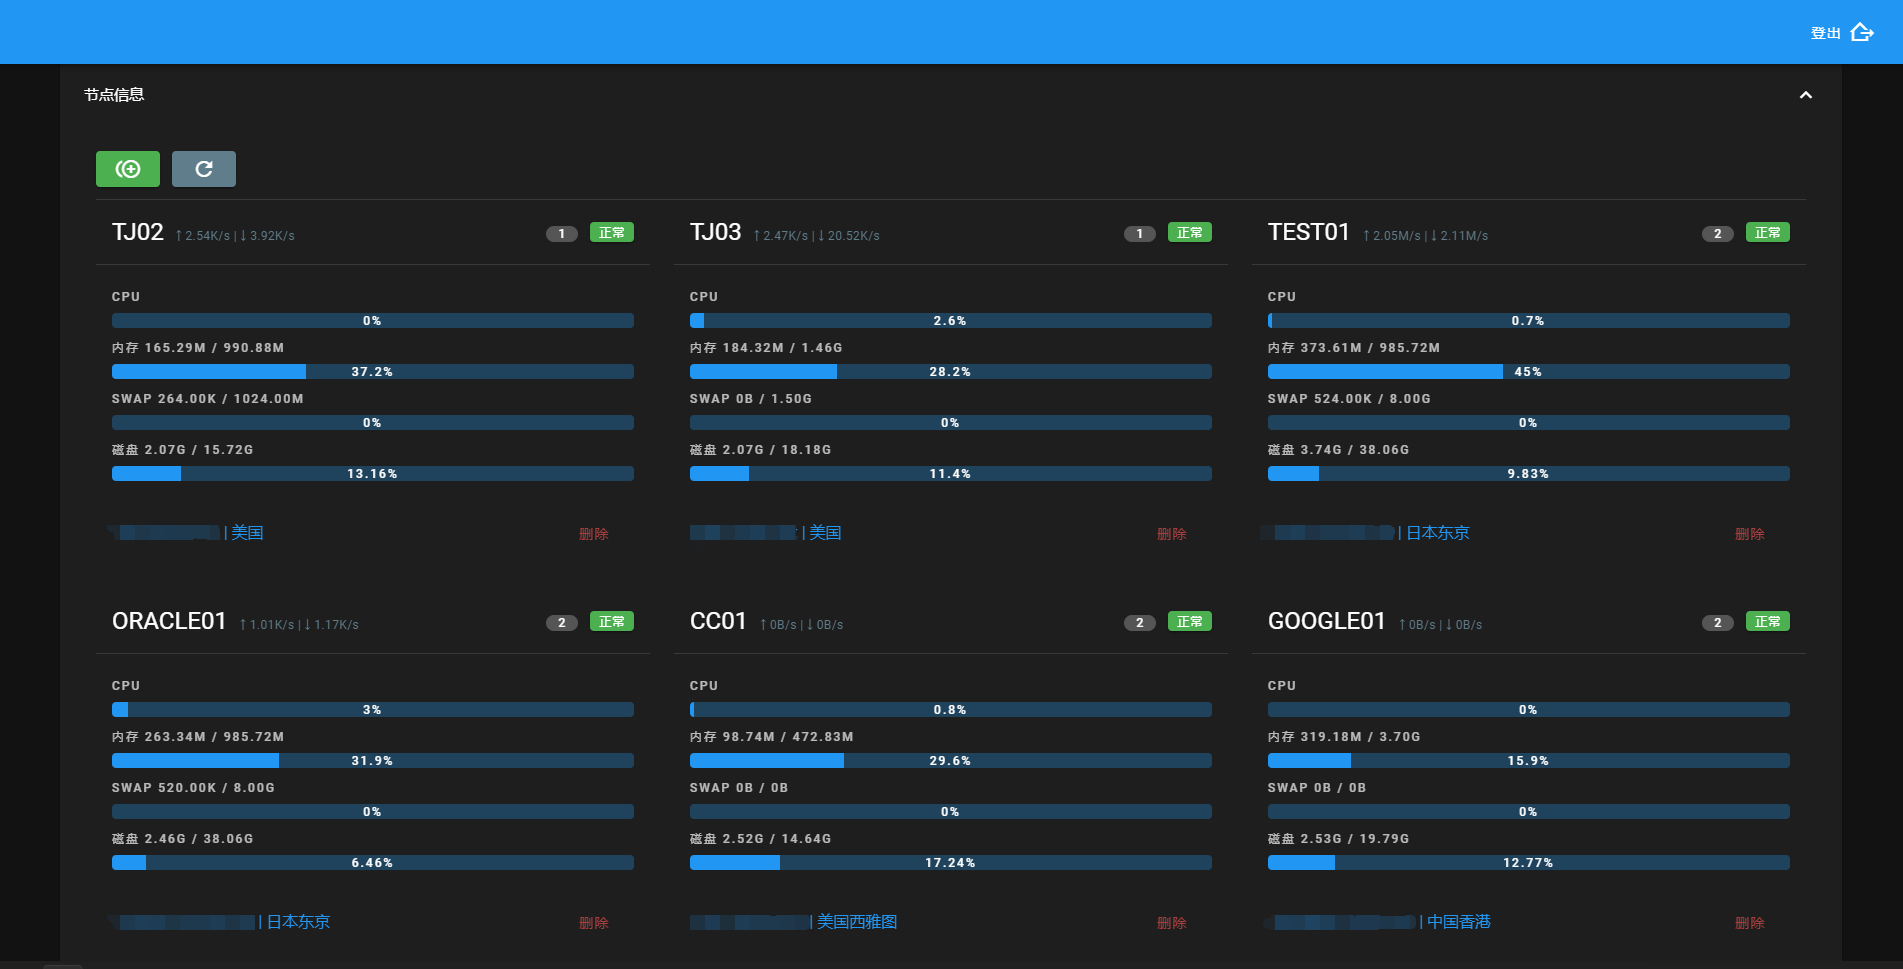 登出
节点信息
TJ02 ↑ 2.54K/s | ↓ 3.92K/s 1 正常
CPU
0%
内存 165.29M / 990.88M
37.2%
SWAP 264.00K / 1024.00M
0%
磁盘 2.07G / 15.72G
13.16%
| 美国 删除
TJ03 ↑ 2.47K/s | ↓ 20.52K/s 1 正常
CPU
2.6%
内存 184.32M / 1.46G
28.2%
SWAP 0B / 1.50G
0%
磁盘 2.07G / 18.18G
11.4%
| 美国 删除
TEST01 ↑ 2.05M/s | ↓ 2.11M/s 2 正常
CPU
0.7%
内存 373.61M / 985.72M
45%
SWAP 524.00K / 8.00G
0%
磁盘 3.74G / 38.06G
9.83%
| 日本东京 删除
ORACLE01 ↑ 1.01K/s | ↓ 1.17K/s 2 正常
CPU
3%
内存 263.34M / 985.72M
31.9%
SWAP 520.00K / 8.00G
0%
磁盘 2.46G / 38.06G
6.46%
| 日本东京 删除
CC01 ↑ 0B/s | ↓ 0B/s 2 正常
CPU
0.8%
内存 98.74M / 472.83M
29.6%
SWAP 0B / 0B
0%
磁盘 2.52G / 14.64G
17.24%
| 美国西雅图 删除
GOOGLE01 ↑ 0B/s | ↓ 0B/s 2 正常
CPU
0%
内存 319.18M / 3.70G
15.9%
SWAP 0B / 0B
0%
磁盘 2.53G / 19.79G
12.77%
| 中国香港 删除